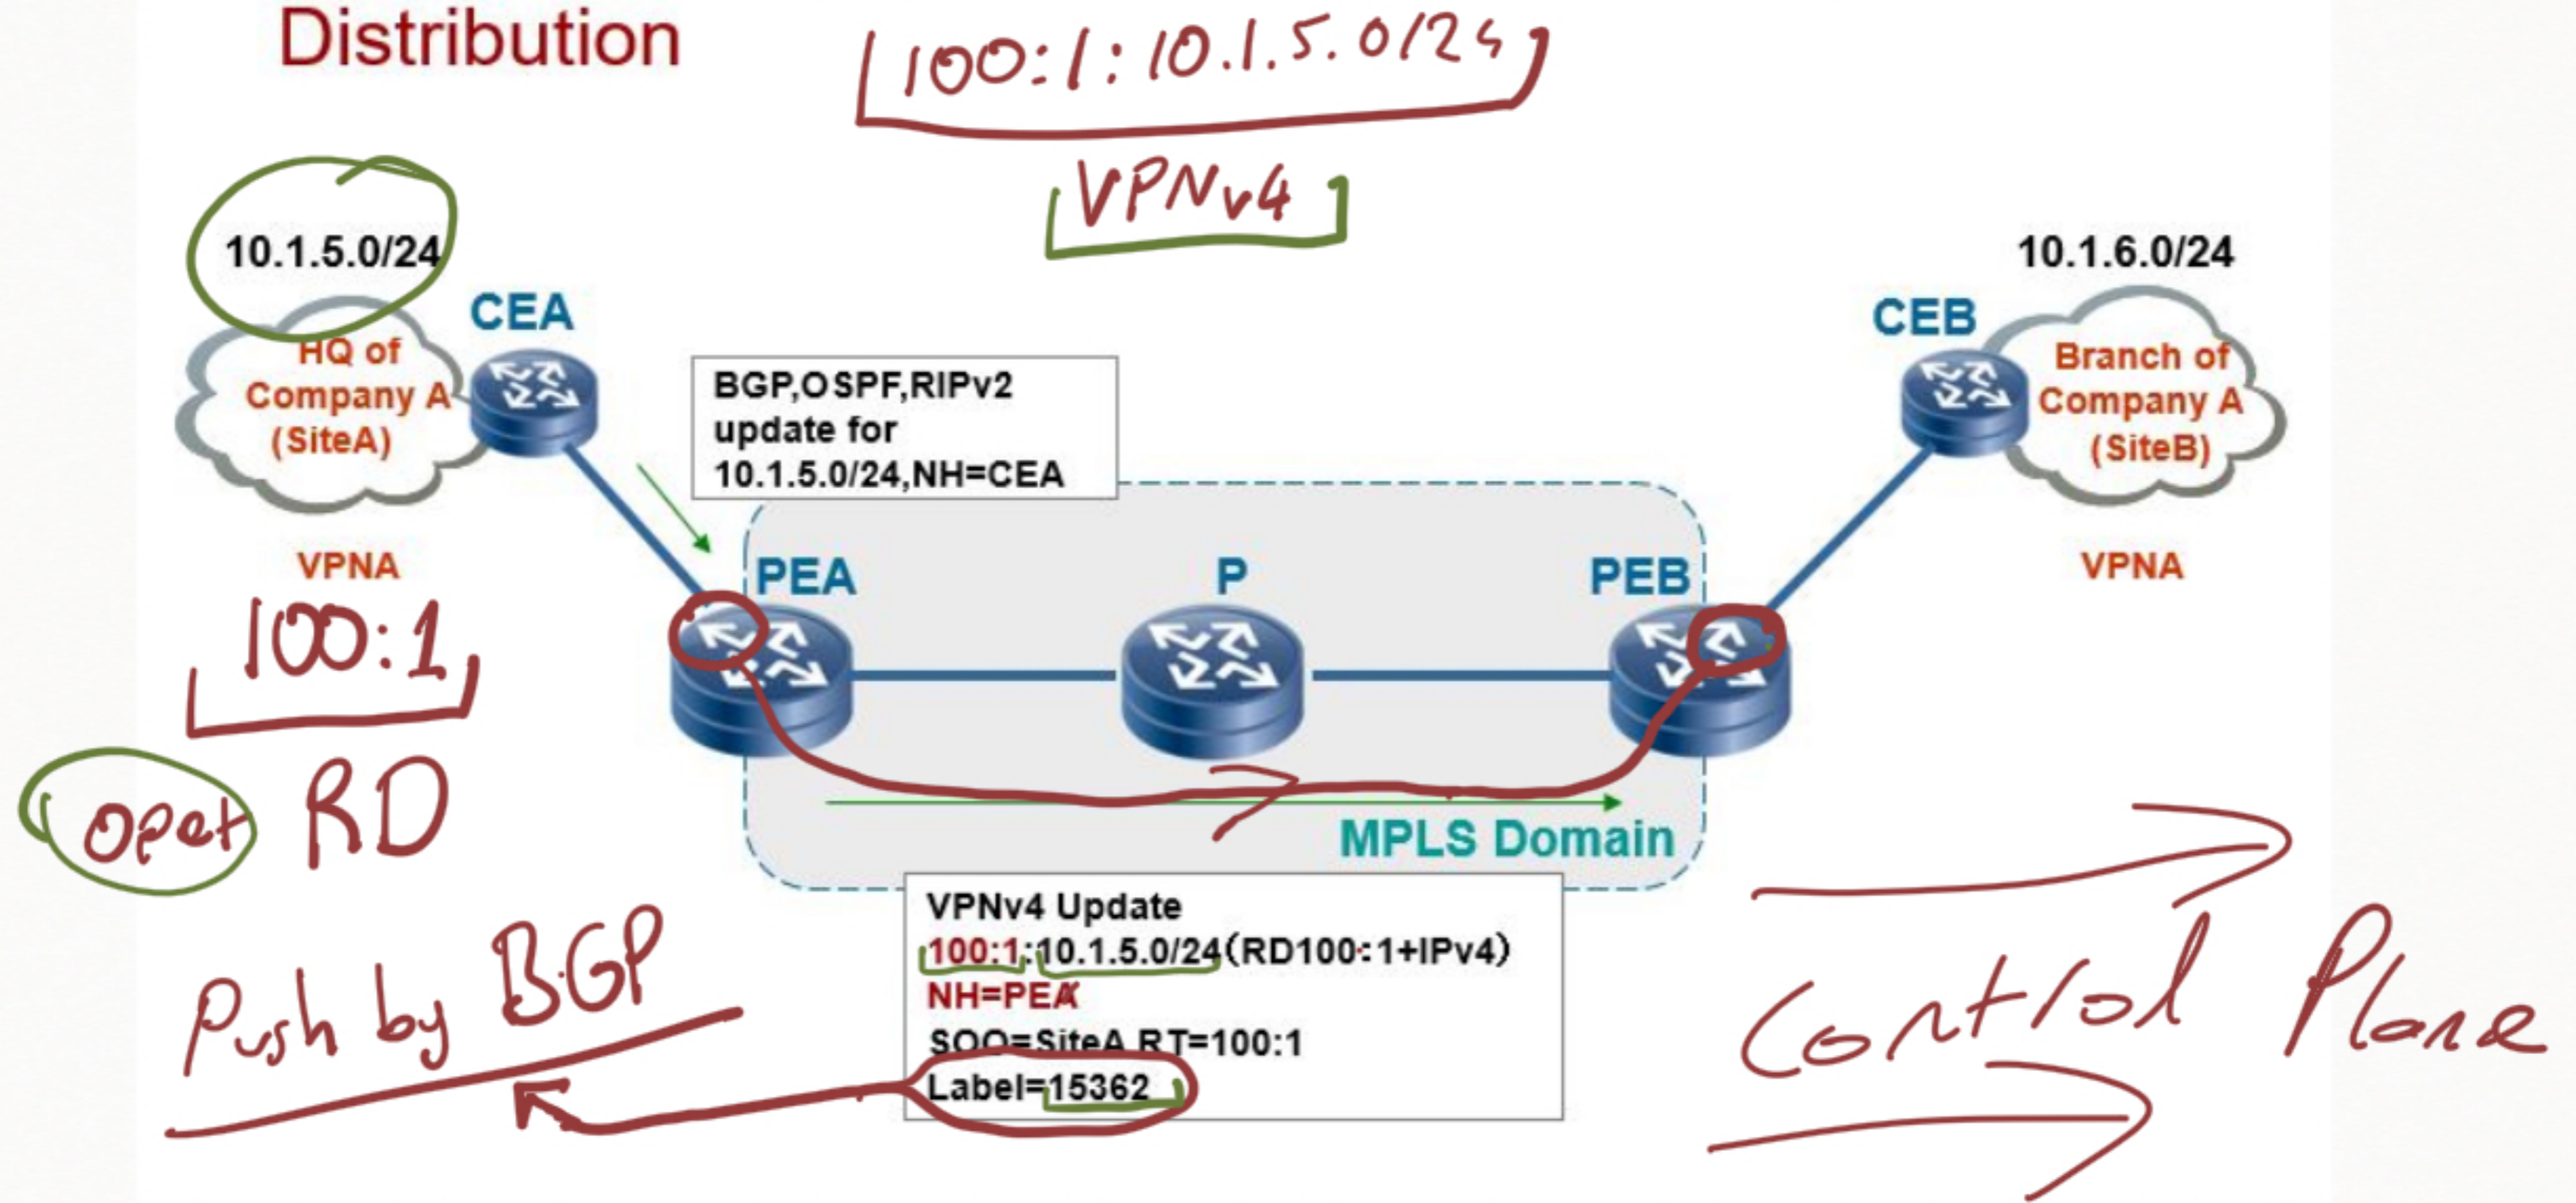 Distribution
100:1:10.1.5.0/24
VPNv4
10.1.5.0/24
10.1.6.0/24
CEA
CEB
HQ of
Company A
(SiteA)
Branch of
Company A
(SiteB)
BGP,OSPF,RIPv2
update for
10.1.5.0/24,NH=CEA
VPNA
VPNA
PEA
P
PEB
100:1
RD
MPLS Domain
VPNv4 Update
100:1:10.1.5.0/24(RD100:1+IPv4)
NH=PEA
SOO=SiteA RT=100:1
Label=15362
Push by BGP
Control Plane